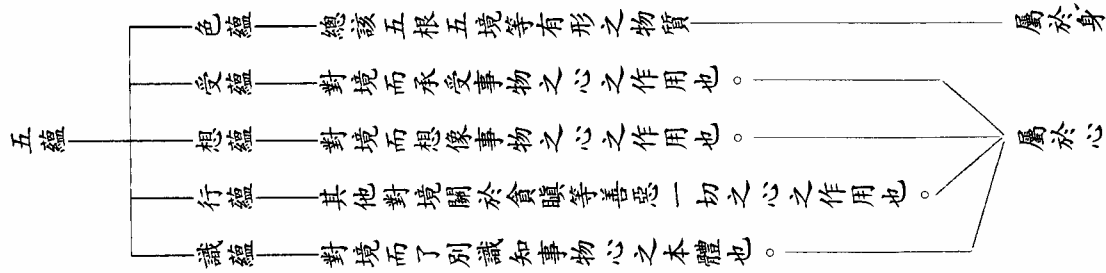 五蘊
色蘊 總該五根五境等有形之物質 屬於身
受蘊 對境而承受事物之心之作用也。
想蘊 對境而想像事物之心之作用也。
行蘊 其他對境關於貪瞋等善惡一切之心之作用也。
識蘊 對境而了別識知事物心之本體也。
屬於心